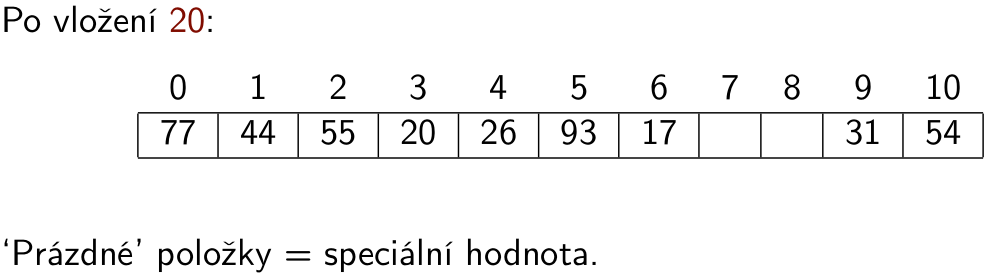 Po vložení 20:
0 1 2 3 4 5 6 7 8 9 10
77 44 55 20 26 93 17 31 54
‘Prázdné’ položky = speciální hodnota.